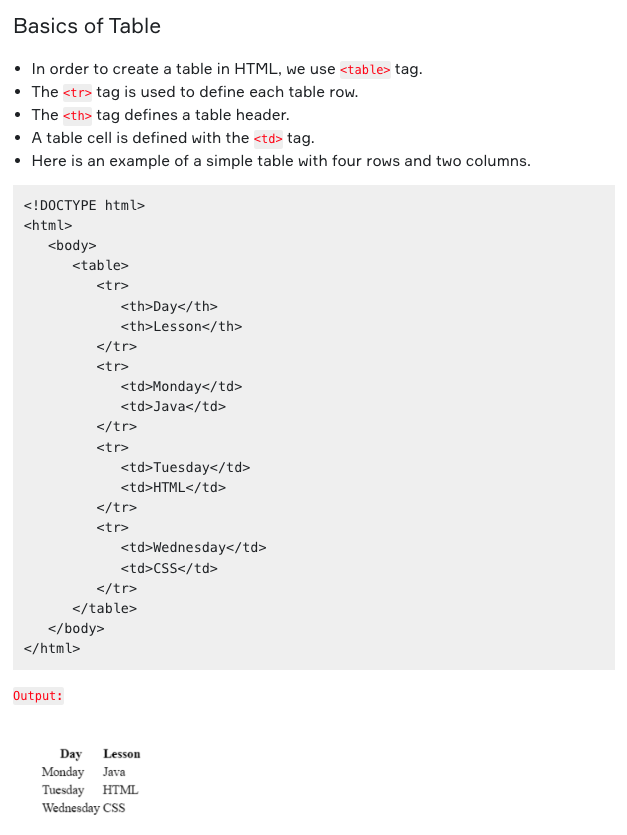 Basics of Table
• In order to create a table in HTML, we use <table> tag.
• The <tr> tag is used to define each table row.
• The <th> tag defines a table header.
• A table cell is defined with the <td> tag.
• Here is an example of a simple table with four rows and two columns.
<!DOCTYPE html>
<html>
   <body>
      <table>
         <tr>
            <th>Day</th>
            <th>Lesson</th>
         </tr>
         <tr>
            <td>Monday</td>
            <td>Java</td>
         </tr>
         <tr>
            <td>Tuesday</td>
            <td>HTML</td>
         </tr>
         <tr>
            <td>Wednesday</td>
            <td>CSS</td>
         </tr>
      </table>
   </body>
</html>
Output:
Day Lesson
Monday Java
Tuesday HTML
Wednesday CSS